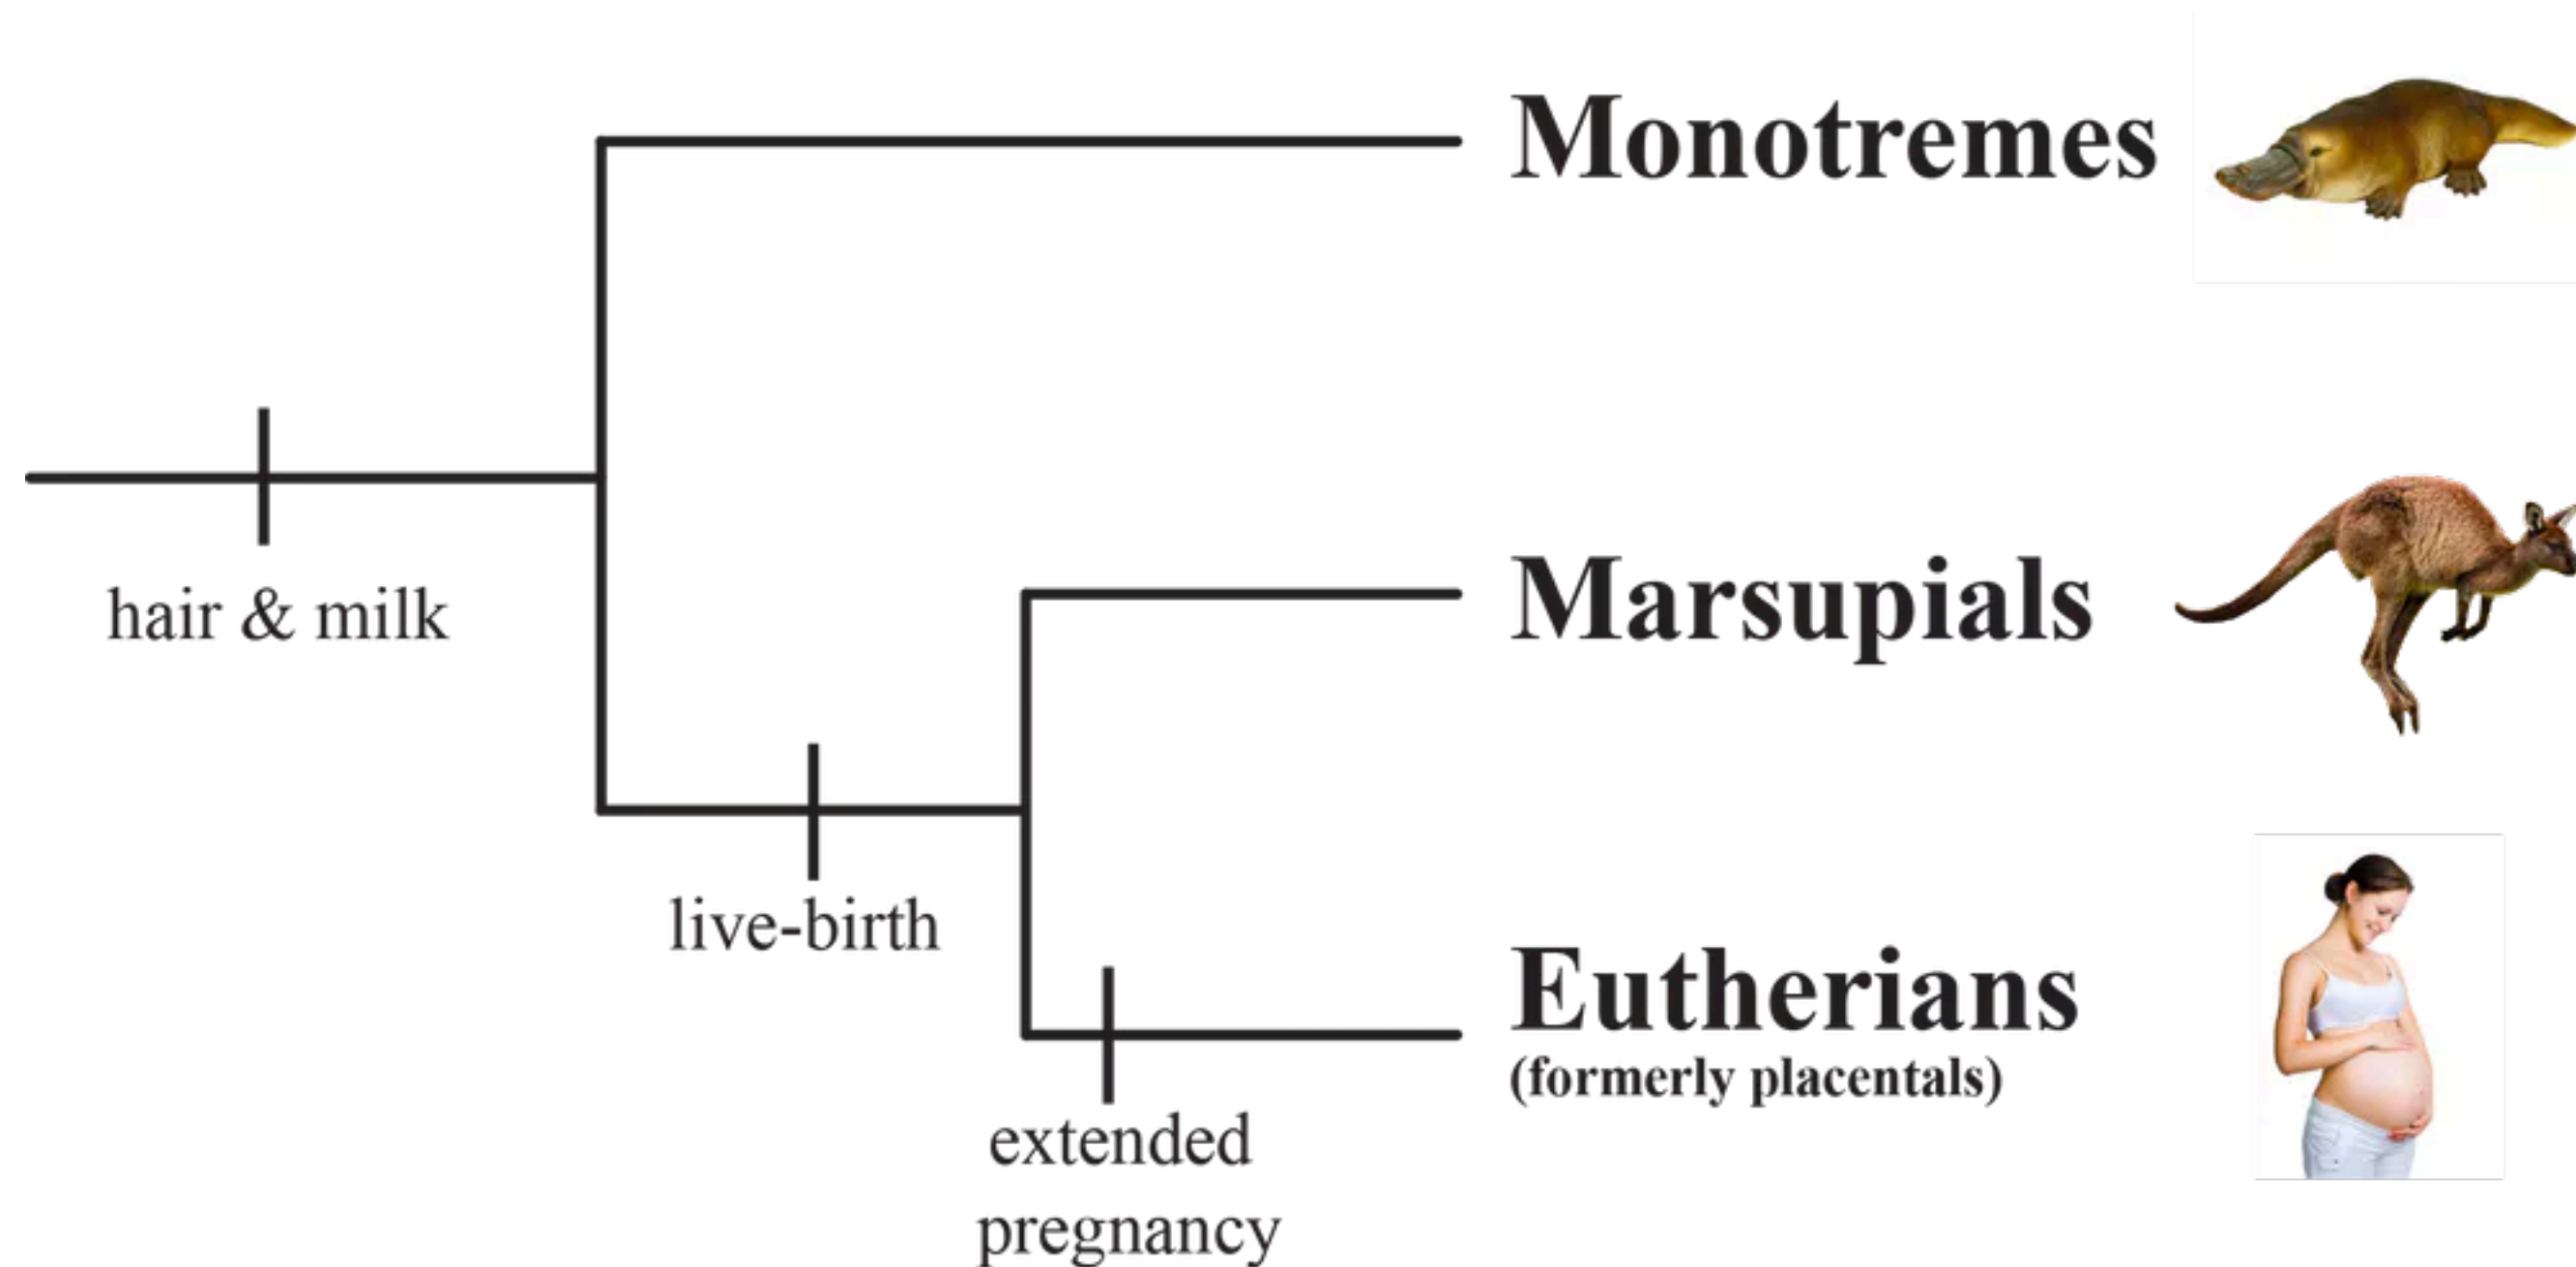 Monotremes
hair & milk
Marsupials
live-birth
Eutherians
(formerly placentals)
extended
pregnancy